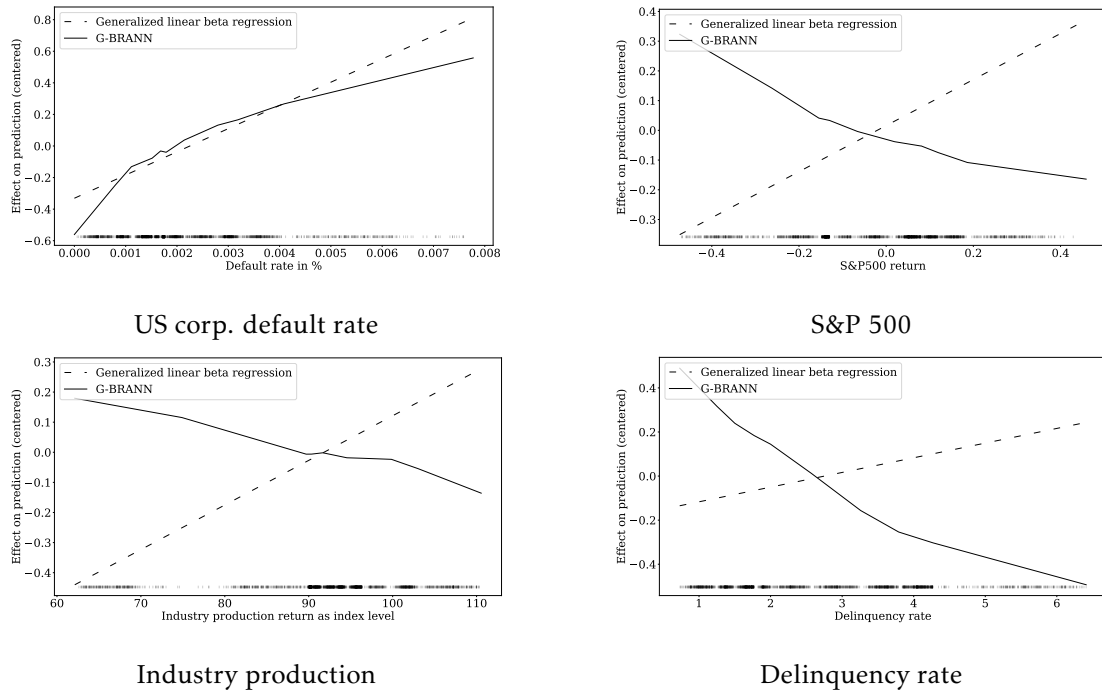 0.8
0.6
0.4
0.2
0.0
−0.2
−0.4
−0.6
Effect on prediction (centered)
Generalized linear beta regression
G-BRANN
0.000 0.001 0.002 0.003 0.004 0.005 0.006 0.007 0.008
Default rate in %
US corp. default rate
0.4
0.3
0.2
0.1
0.0
−0.1
−0.2
−0.3
Effect on prediction (centered)
Generalized linear beta regression
G-BRANN
−0.4 −0.2 0.0 0.2 0.4
S&P500 return
S&P 500
0.3
0.2
0.1
0.0
−0.1
−0.2
−0.3
−0.4
Effect on prediction (centered)
Generalized linear beta regression
G-BRANN
60 70 80 90 100 110
Industry production return as index level
Industry production
0.4
0.2
0.0
−0.2
−0.4
Effect on prediction (centered)
Generalized linear beta regression
G-BRANN
1 2 3 4 5 6
Delinquency rate
Delinquency rate